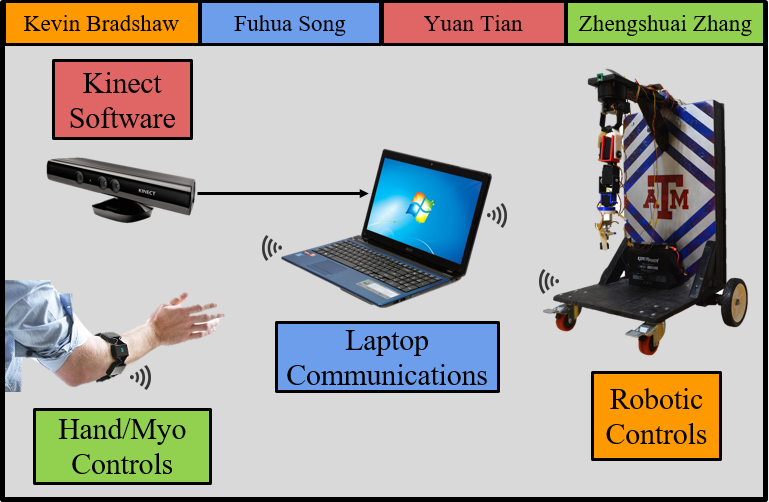 Kevin Bradshaw
Fuhua Song
Yuan Tian
Zhengshuai Zhang
Kinect
Software
KINECT
ATM
Laptop
Communications
Hand/Myo
Controls
Robotic
Controls